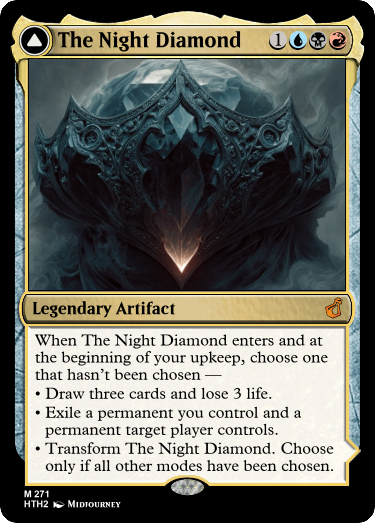 The Night Diamond 1
Legendary Artifact
When The Night Diamond enters and at
the beginning of your upkeep, choose one
that hasn't been chosen —
• Draw three cards and lose 3 life.
• Exile a permanent you control and a
permanent target player controls.
• Transform The Night Diamond. Choose
only if all other modes have been chosen.
M 271
HTH2 Midjourney